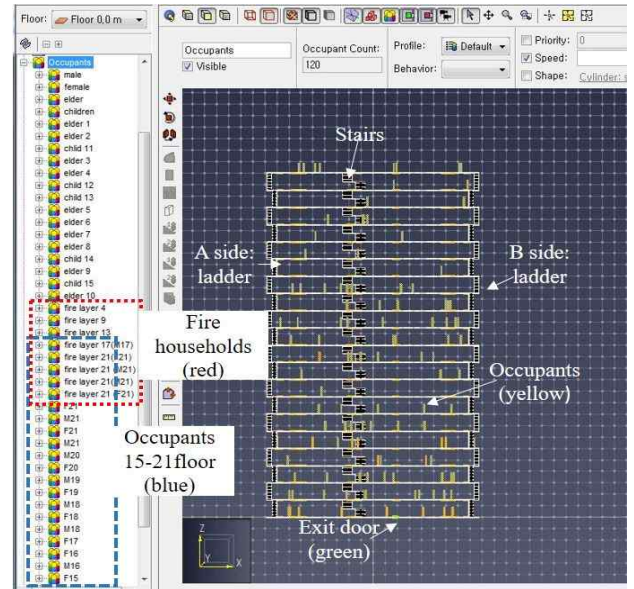 Floor: Floor 0.0 m
Occupants
male
female
elder
children
elder 1
elder 2
child 11
elder 3
elder 4
child 12
child 13
elder 5
elder 6
elder 7
elder 8
child 14
elder 9
child 15
elder 10
fire layer 4
fire layer 9
fire layer 13
fire layer 17(M17)
fire layer 21(F21)
fire layer 21 (M21)
fire layer 21(M21)
fire layer 21 (F21)
F21
M21
F21
M21
M20
F20
M19
F19
M18
F18
M18
F17
F16
M16
F15
Occupants
Visible
Occupant Count:
120
Profile: Default
Behavior:
Priority: 0
Speed:
Shape: Cylinder: s
Stairs
A side:
ladder
B side:
ladder
Fire
households
(red)
Occupants
(yellow)
Occupants
15-21floor
(blue)
Exit door
(green)
Z
Y
X